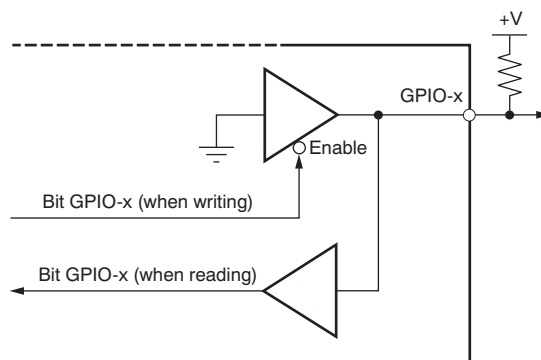 +V
GPIO-x
Enable
Bit GPIO-x (when writing)
Bit GPIO-x (when reading)